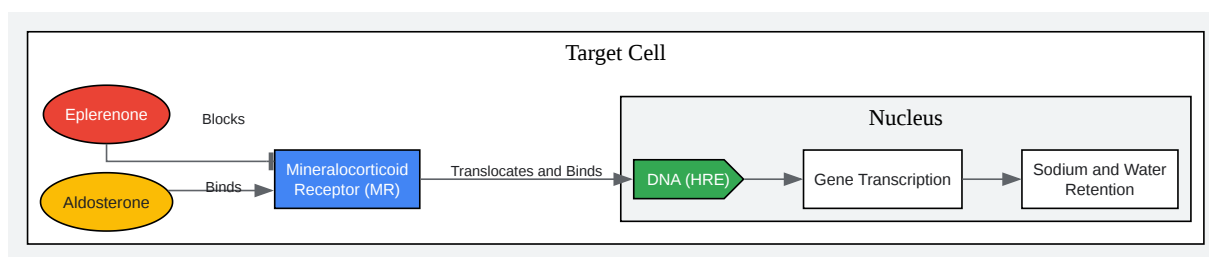 Target Cell
Eplerenone
Blocks
Nucleus
Mineralocorticoid
Receptor (MR)
Translocates and Binds
DNA (HRE)
Gene Transcription
Sodium and Water
Retention
Binds
Aldosterone